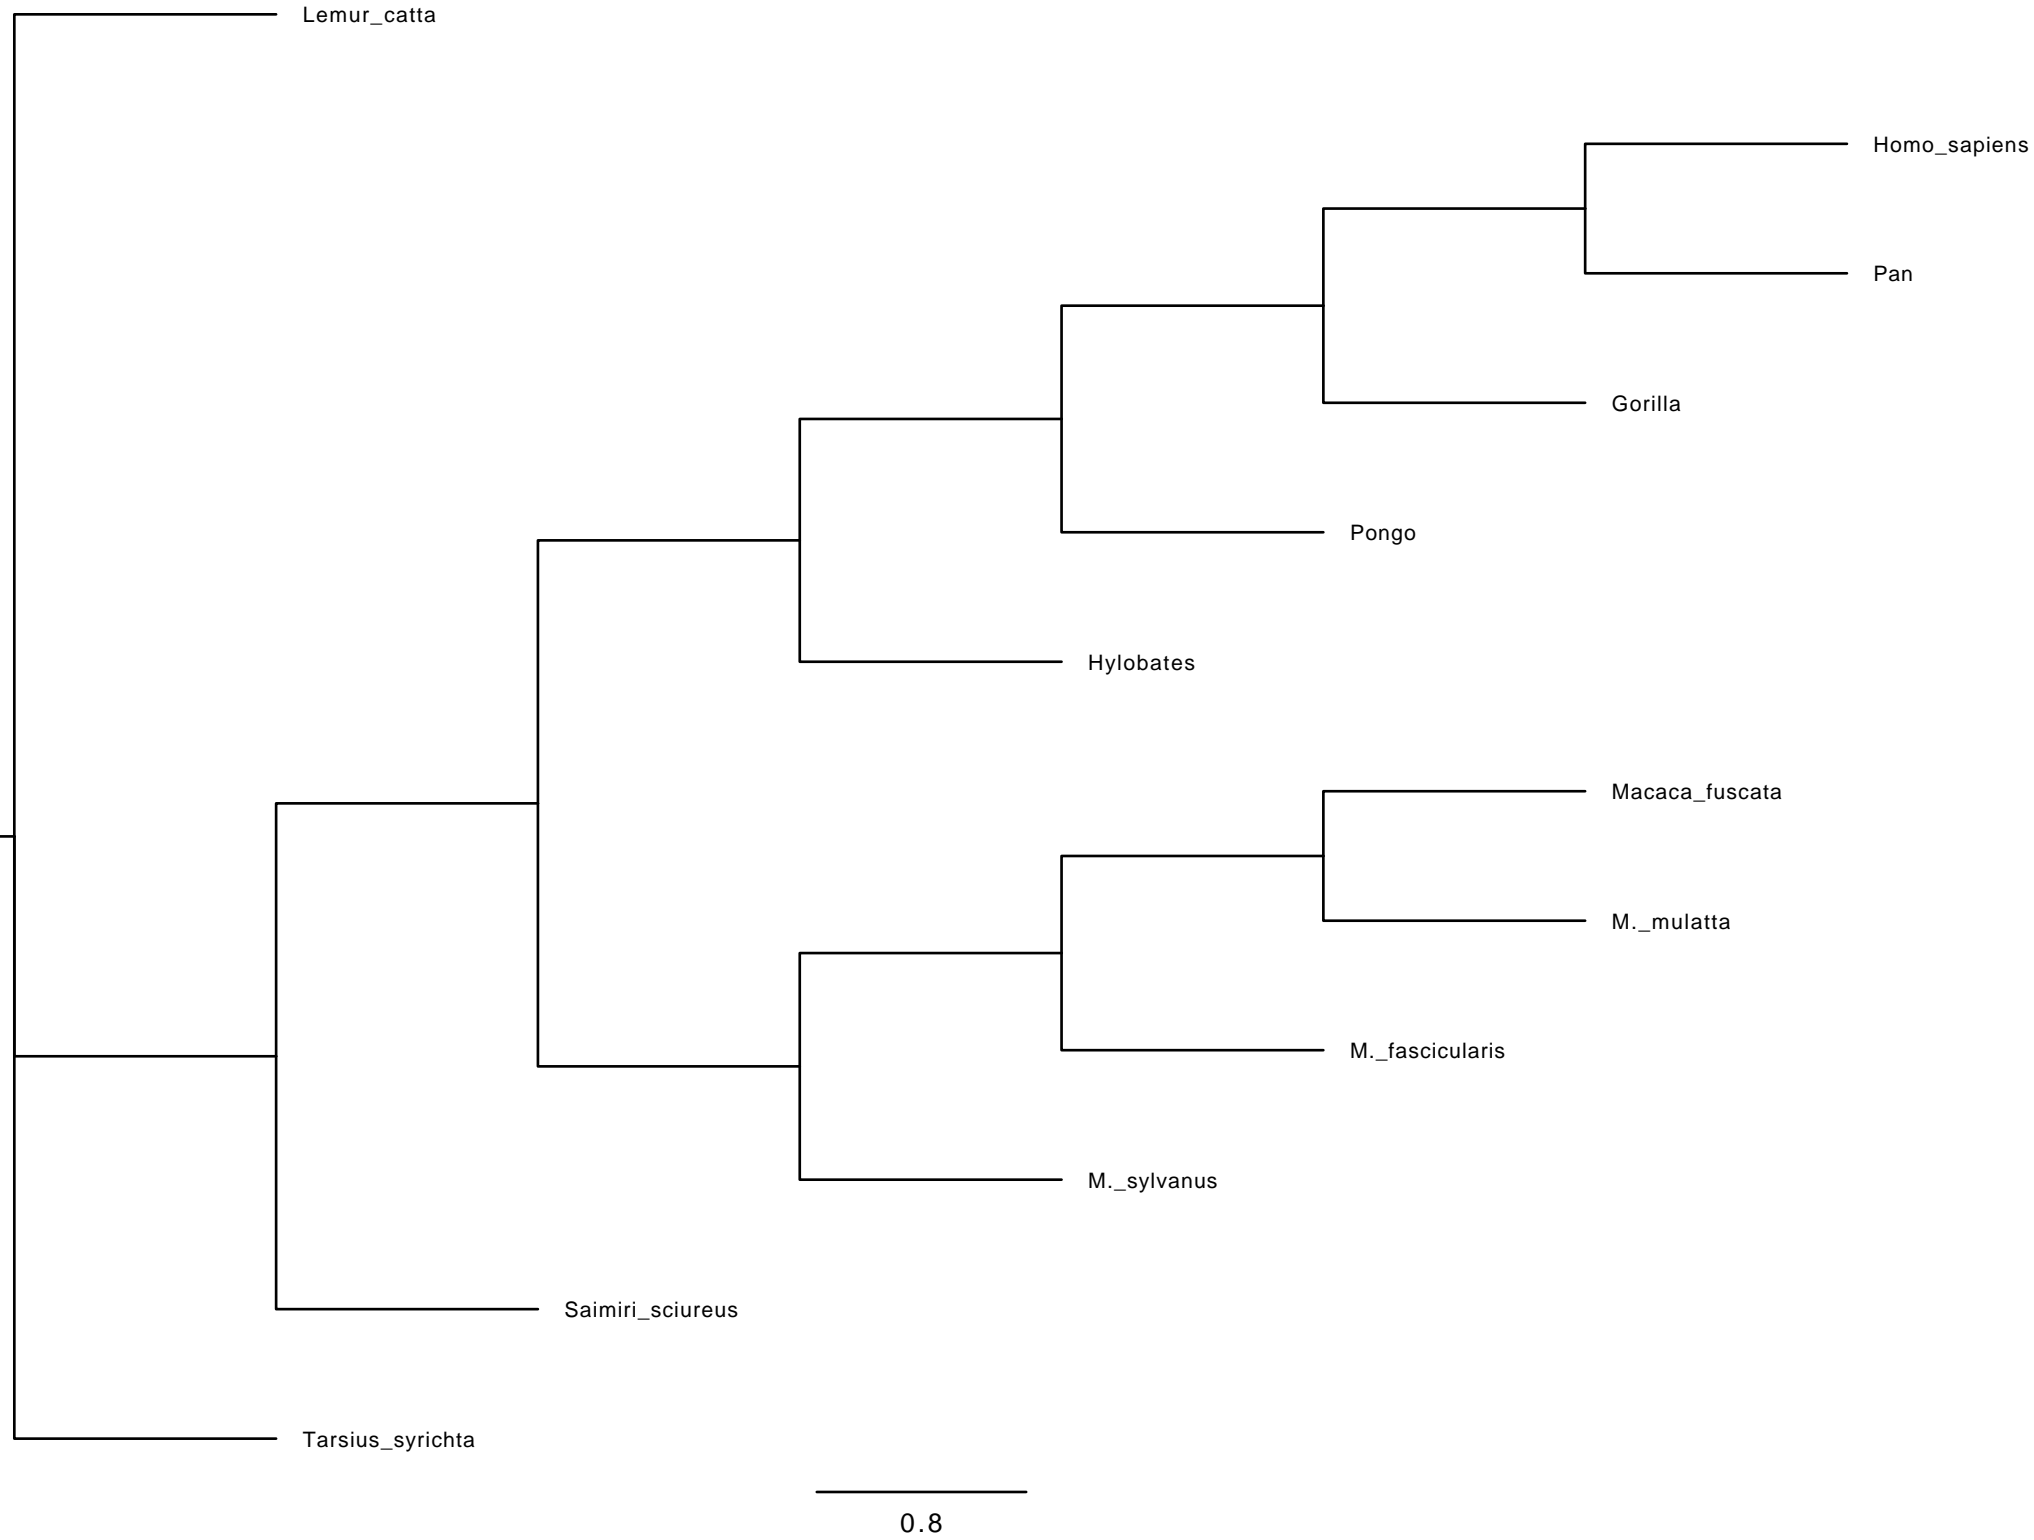 Lemur_catta
Homo_sapiens
Pan
Gorilla
Pongo
Hylobates
Macaca_fuscata
M._mulatta
M._fascicularis
M._sylvanus
Saimiri_sciureus
Tarsius_syrichta
0.8